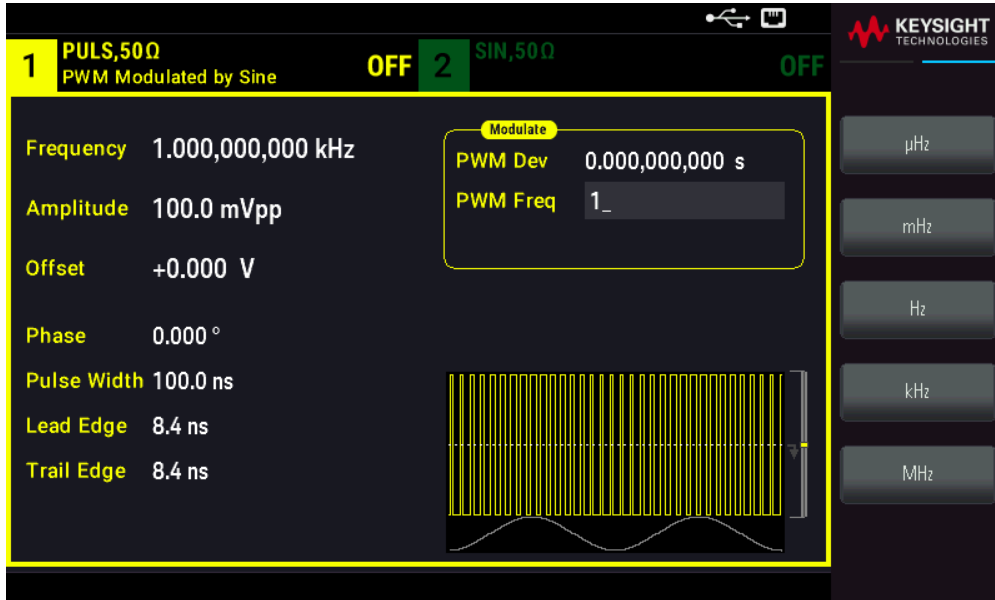 KEYSIGHT
TECHNOLOGIES
1 PULS,50Ω OFF
PWM Modulated by Sine
2 SIN,50Ω OFF
Frequency 1.000,000,000 kHz
Amplitude 100.0 mVpp
Offset +0.000 V
Phase 0.000 °
Pulse Width 100.0 ns
Lead Edge 8.4 ns
Trail Edge 8.4 ns
Modulate
PWM Dev 0.000,000,000 s
PWM Freq 1_
µHz
mHz
Hz
kHz
MHz